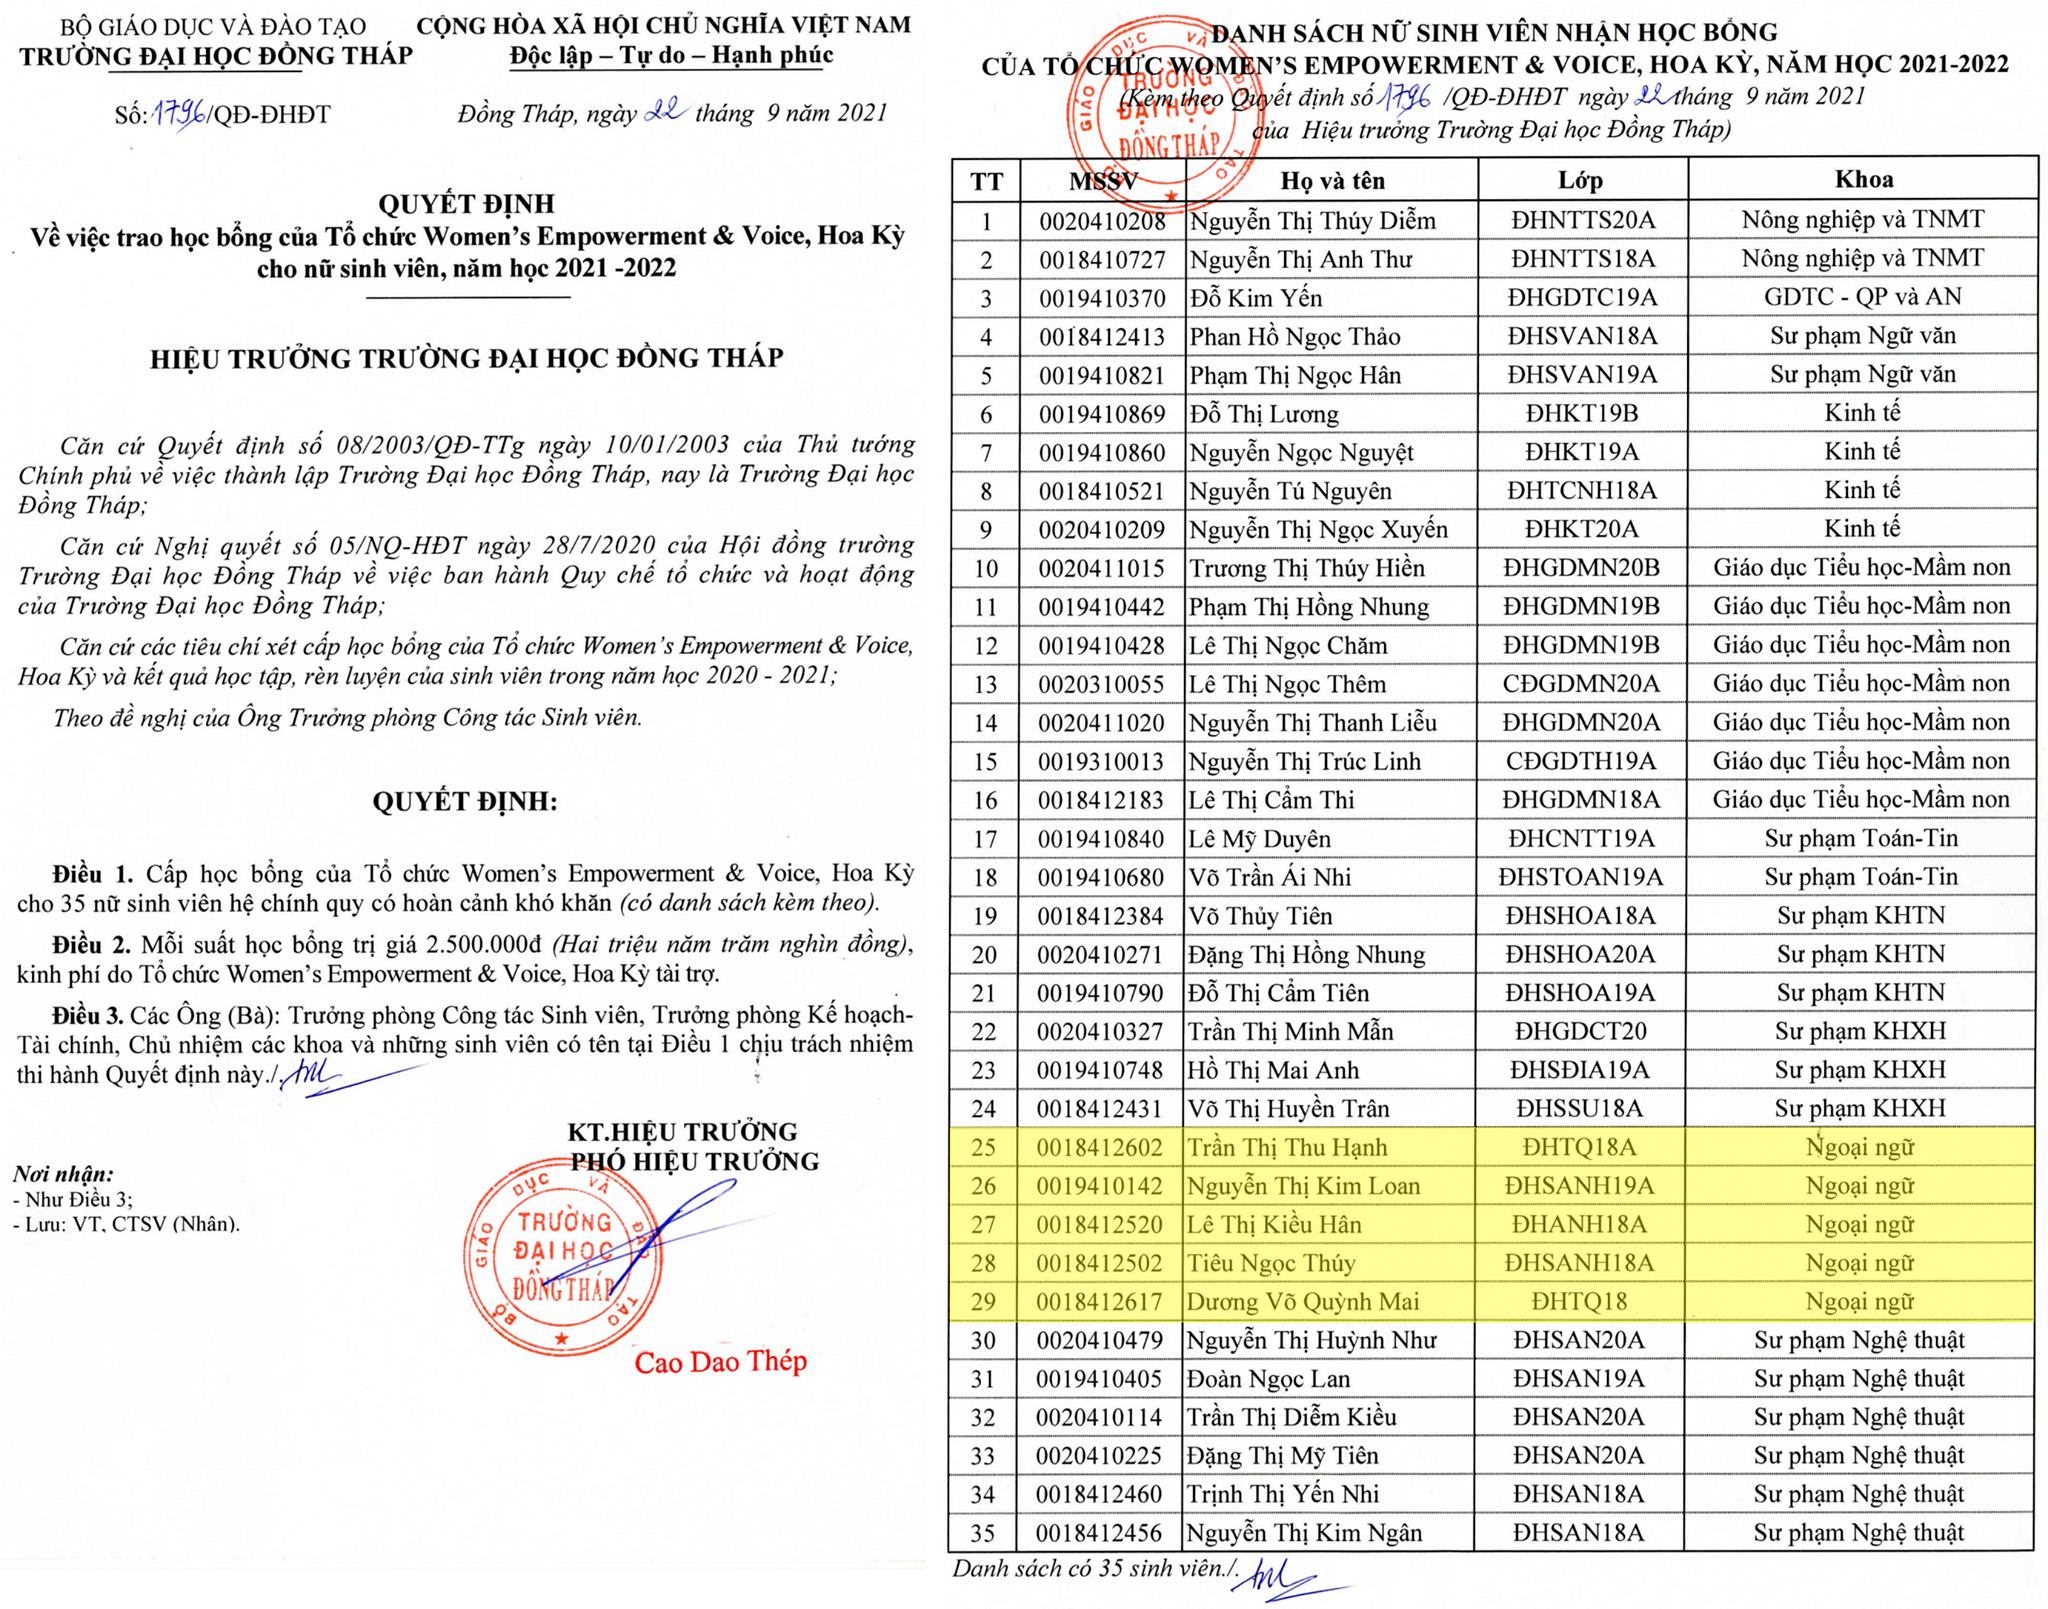 BỘ GIÁO DỤC VÀ ĐÀO TẠO
TRƯỜNG ĐẠI HỌC ĐỒNG THÁP
CỘNG HÒA XÃ HỘI CHỦ NGHĨA VIỆT NAM
Độc lập – Tự do – Hạnh phúc
Số: 1796/QĐ-ĐHĐT
Đồng Tháp, ngày 22 tháng 9 năm 2021
QUYẾT ĐỊNH
Về việc trao học bổng của Tổ chức Women's Empowerment & Voice, Hoa Kỳ
cho nữ sinh viên, năm học 2021 -2022
HIỆU TRƯỞNG TRƯỜNG ĐẠI HỌC ĐỒNG THÁP
Căn cứ Quyết định số 08/2003/QĐ-TTg ngày 10/01/2003 của Thủ tướng
Chính phủ về việc thành lập Trường Đại học Đồng Tháp, nay là Trường Đại học
Đồng Tháp;
Căn cứ Nghị quyết số 05/NQ-HĐT ngày 28/7/2020 của Hội đồng trường
Trường Đại học Đồng Tháp về việc ban hành Quy chế tổ chức và hoạt động
của Trường Đại học Đồng Tháp;
Căn cứ các tiêu chí xét cấp học bổng của Tổ chức Women's Empowerment & Voice,
Hoa Kỳ và kết quả học tập, rèn luyện của sinh viên trong năm học 2020 - 2021;
Theo đề nghị của Ông Trưởng phòng Công tác Sinh viên.
QUYẾT ĐỊNH:
Điều 1. Cấp học bổng của Tổ chức Women's Empowerment & Voice, Hoa Kỳ
cho 35 nữ sinh viên hệ chính quy có hoàn cảnh khó khăn (có danh sách kèm theo).
Điều 2. Mỗi suất học bổng trị giá 2.500.000đ (Hai triệu năm trăm nghìn đồng),
kinh phí do Tổ chức Women's Empowerment & Voice, Hoa Kỳ tài trợ.
Điều 3. Các Ông (Bà): Trưởng phòng Công tác Sinh viên, Trưởng phòng Kế hoạch-
Tài chính, Chủ nhiệm các khoa và những sinh viên có tên tại Điều 1 chịu trách nhiệm
thi hành Quyết định này./.
KT.HIỆU TRƯỞNG
PHÓ HIỆU TRƯỞNG
Nơi nhận:
- Như Điều 3;
- Lưu: VT, CTSV (Nhân).
BỘ GIÁO DỤC VÀ ĐÀO TẠO
TRƯỜNG
ĐẠI HỌC
ĐỒNG THÁP
Cao Dao Thép
DANH SÁCH NỮ SINH VIÊN NHẬN HỌC BỔNG
CỦA TỔ CHỨC WOMEN'S EMPOWERMENT & VOICE, HOA KỲ, NĂM HỌC 2021-2022
(Kèm theo Quyết định số 1796 /QĐ-ĐHĐT ngày 22 tháng 9 năm 2021
của Hiệu trưởng Trường Đại học Đồng Tháp)
BỘ GIÁO DỤC VÀ ĐÀO TẠO
TRƯỜNG
ĐẠI HỌC
ĐỒNG THÁP
TT MSSV Họ và tên Lớp Khoa
1 0020410208 Nguyễn Thị Thúy Diễm ĐHNTTS20A Nông nghiệp và TNMT
2 0018410727 Nguyễn Thị Anh Thư ĐHNTTS18A Nông nghiệp và TNMT
3 0019410370 Đỗ Kim Yến ĐHGDTC19A GDTC - QP và AN
4 0018412413 Phan Hồ Ngọc Thảo ĐHSVAN18A Sư phạm Ngữ văn
5 0019410821 Phạm Thị Ngọc Hân ĐHSVAN19A Sư phạm Ngữ văn
6 0019410869 Đỗ Thị Lương ĐHKT19B Kinh tế
7 0019410860 Nguyễn Ngọc Nguyệt ĐHKT19A Kinh tế
8 0018410521 Nguyễn Tú Nguyên ĐHTCNH18A Kinh tế
9 0020410209 Nguyễn Thị Ngọc Xuyến ĐHKT20A Kinh tế
10 0020411015 Trương Thị Thúy Hiền ĐHGDMN20B Giáo dục Tiểu học-Mầm non
11 0019410442 Phạm Thị Hồng Nhung ĐHGDMN19B Giáo dục Tiểu học-Mầm non
12 0019410428 Lê Thị Ngọc Chăm ĐHGDMN19B Giáo dục Tiểu học-Mầm non
13 0020310055 Lê Thị Ngọc Thêm CĐGDMN20A Giáo dục Tiểu học-Mầm non
14 0020411020 Nguyễn Thị Thanh Liễu ĐHGDMN20A Giáo dục Tiểu học-Mầm non
15 0019310013 Nguyễn Thị Trúc Linh CĐGDTH19A Giáo dục Tiểu học-Mầm non
16 0018412183 Lê Thị Cẩm Thi ĐHGDMN18A Giáo dục Tiểu học-Mầm non
17 0019410840 Lê Mỹ Duyên ĐHCNTT19A Sư phạm Toán-Tin
18 0019410680 Võ Trần Ái Nhi ĐHSTOAN19A Sư phạm Toán-Tin
19 0018412384 Võ Thủy Tiên ĐHSHOA18A Sư phạm KHTN
20 0020410271 Đặng Thị Hồng Nhung ĐHSHOA20A Sư phạm KHTN
21 0019410790 Đỗ Thị Cẩm Tiên ĐHSHOA19A Sư phạm KHTN
22 0020410327 Trần Thị Minh Mẫn ĐHGDCT20 Sư phạm KHXH
23 0019410748 Hồ Thị Mai Anh ĐHSĐIA19A Sư phạm KHXH
24 0018412431 Võ Thị Huyền Trân ĐHSSU18A Sư phạm KHXH
25 0018412602 Trần Thị Thu Hạnh ĐHTQ18A Ngoại ngữ
26 0019410142 Nguyễn Thị Kim Loan ĐHSANH19A Ngoại ngữ
27 0018412520 Lê Thị Kiều Hân ĐHANH18A Ngoại ngữ
28 0018412502 Tiêu Ngọc Thúy ĐHSANH18A Ngoại ngữ
29 0018412617 Dương Võ Quỳnh Mai ĐHTQ18 Ngoại ngữ
30 0020410479 Nguyễn Thị Huỳnh Như ĐHSAN20A Sư phạm Nghệ thuật
31 0019410405 Đoàn Ngọc Lan ĐHSAN19A Sư phạm Nghệ thuật
32 0020410114 Trần Thị Diễm Kiều ĐHSAN20A Sư phạm Nghệ thuật
33 0020410225 Đặng Thị Mỹ Tiên ĐHSAN20A Sư phạm Nghệ thuật
34 0018412460 Trịnh Thị Yến Nhi ĐHSAN18A Sư phạm Nghệ thuật
35 0018412456 Nguyễn Thị Kim Ngân ĐHSAN18A Sư phạm Nghệ thuật
Danh sách có 35 sinh viên./.